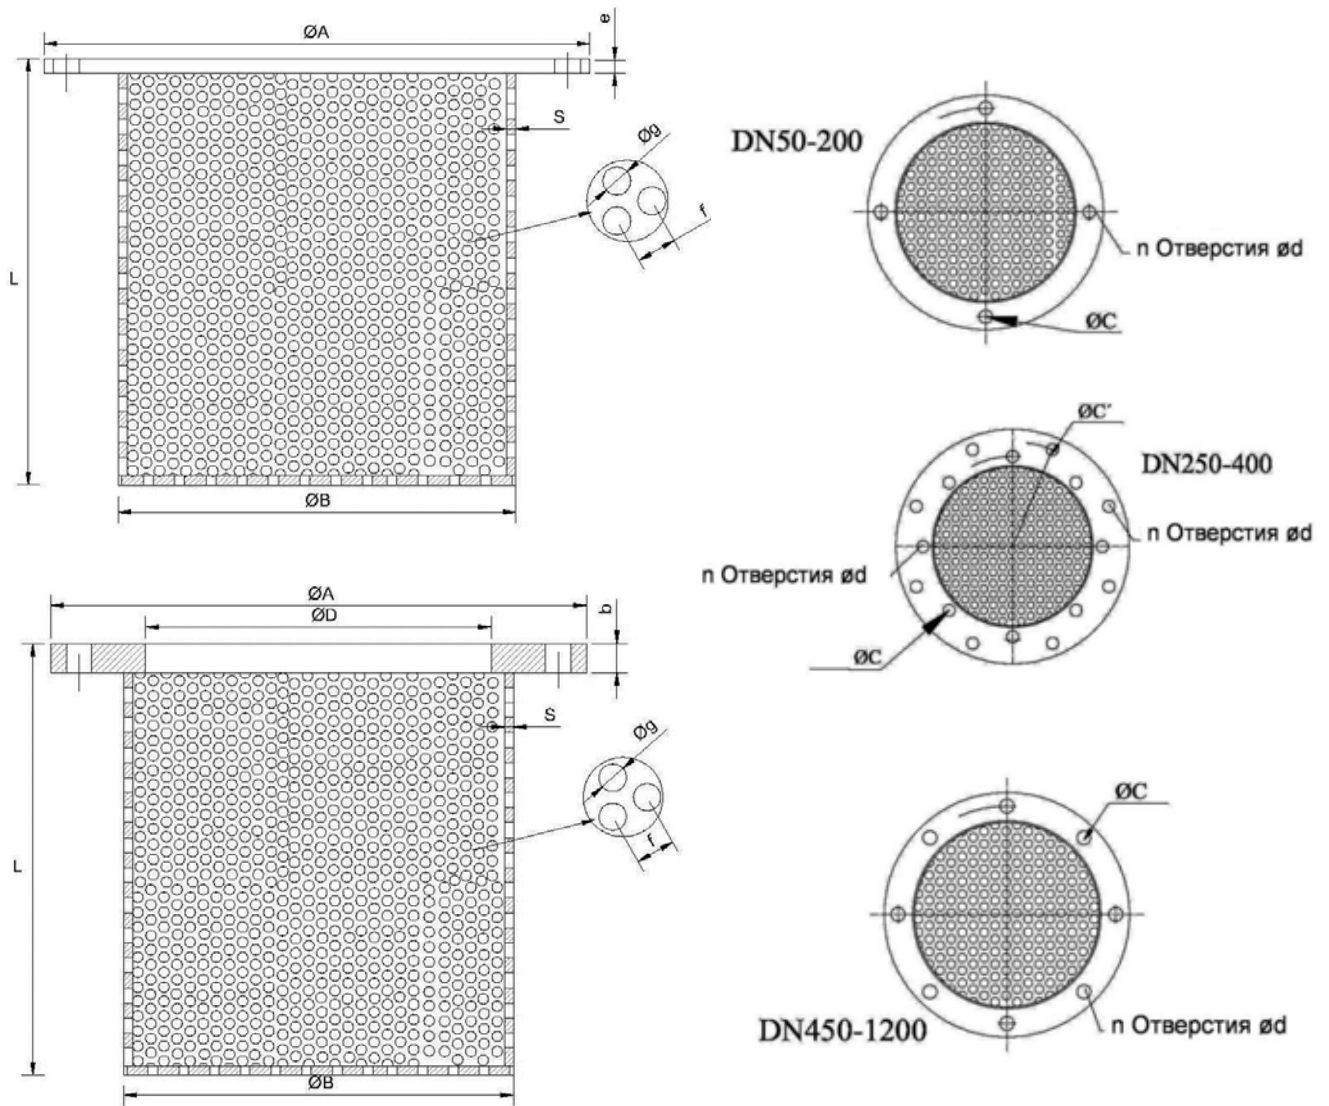 ØA
e
S
Øg
f
L
ØB
ØA
ØD
b
S
Øg
f
L
ØB
DN50-200
n Отверстия ød
ØC
ØC'
DN250-400
n Отверстия ød
n Отверстия ød
ØC
ØC
DN450-1200
n Отверстия ød